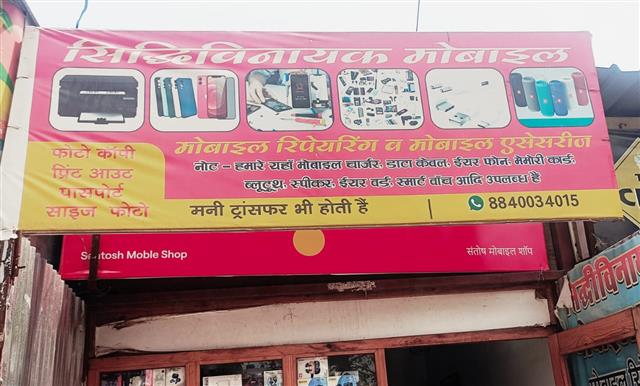 सिद्धिविनायक मोबाइल
मोबाइल रिपेयरिंग व मोबाइल एसेसरीज
नोट – हमारे यहाँ मोबाइल चार्जर, डाटा केबल, ईयर फोन, मेमोरी कार्ड,
ब्लूटूथ, स्पीकर, ईयर वर्ड, स्मार्ट वॉच आदि उपलब्ध है
फोटो कॉपी
प्रिंट आउट
पासपोर्ट
साइज फोटो
मनी ट्रांसफर भी होती हैं | 8840034015
Santosh Moble Shop
संतोष मोबाइल शॉप